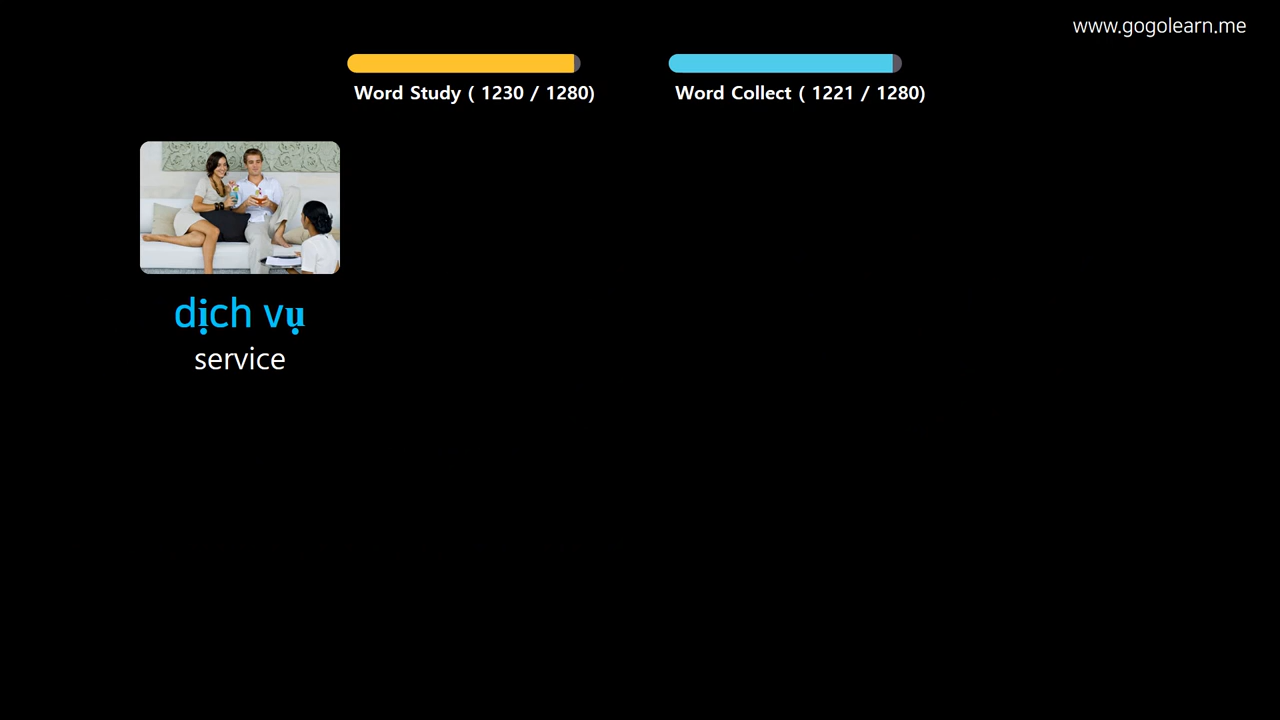 www.gogolearn.me
Word Study ( 1230 / 1280)
Word Collect ( 1221 / 1280)
dịch vụ
service